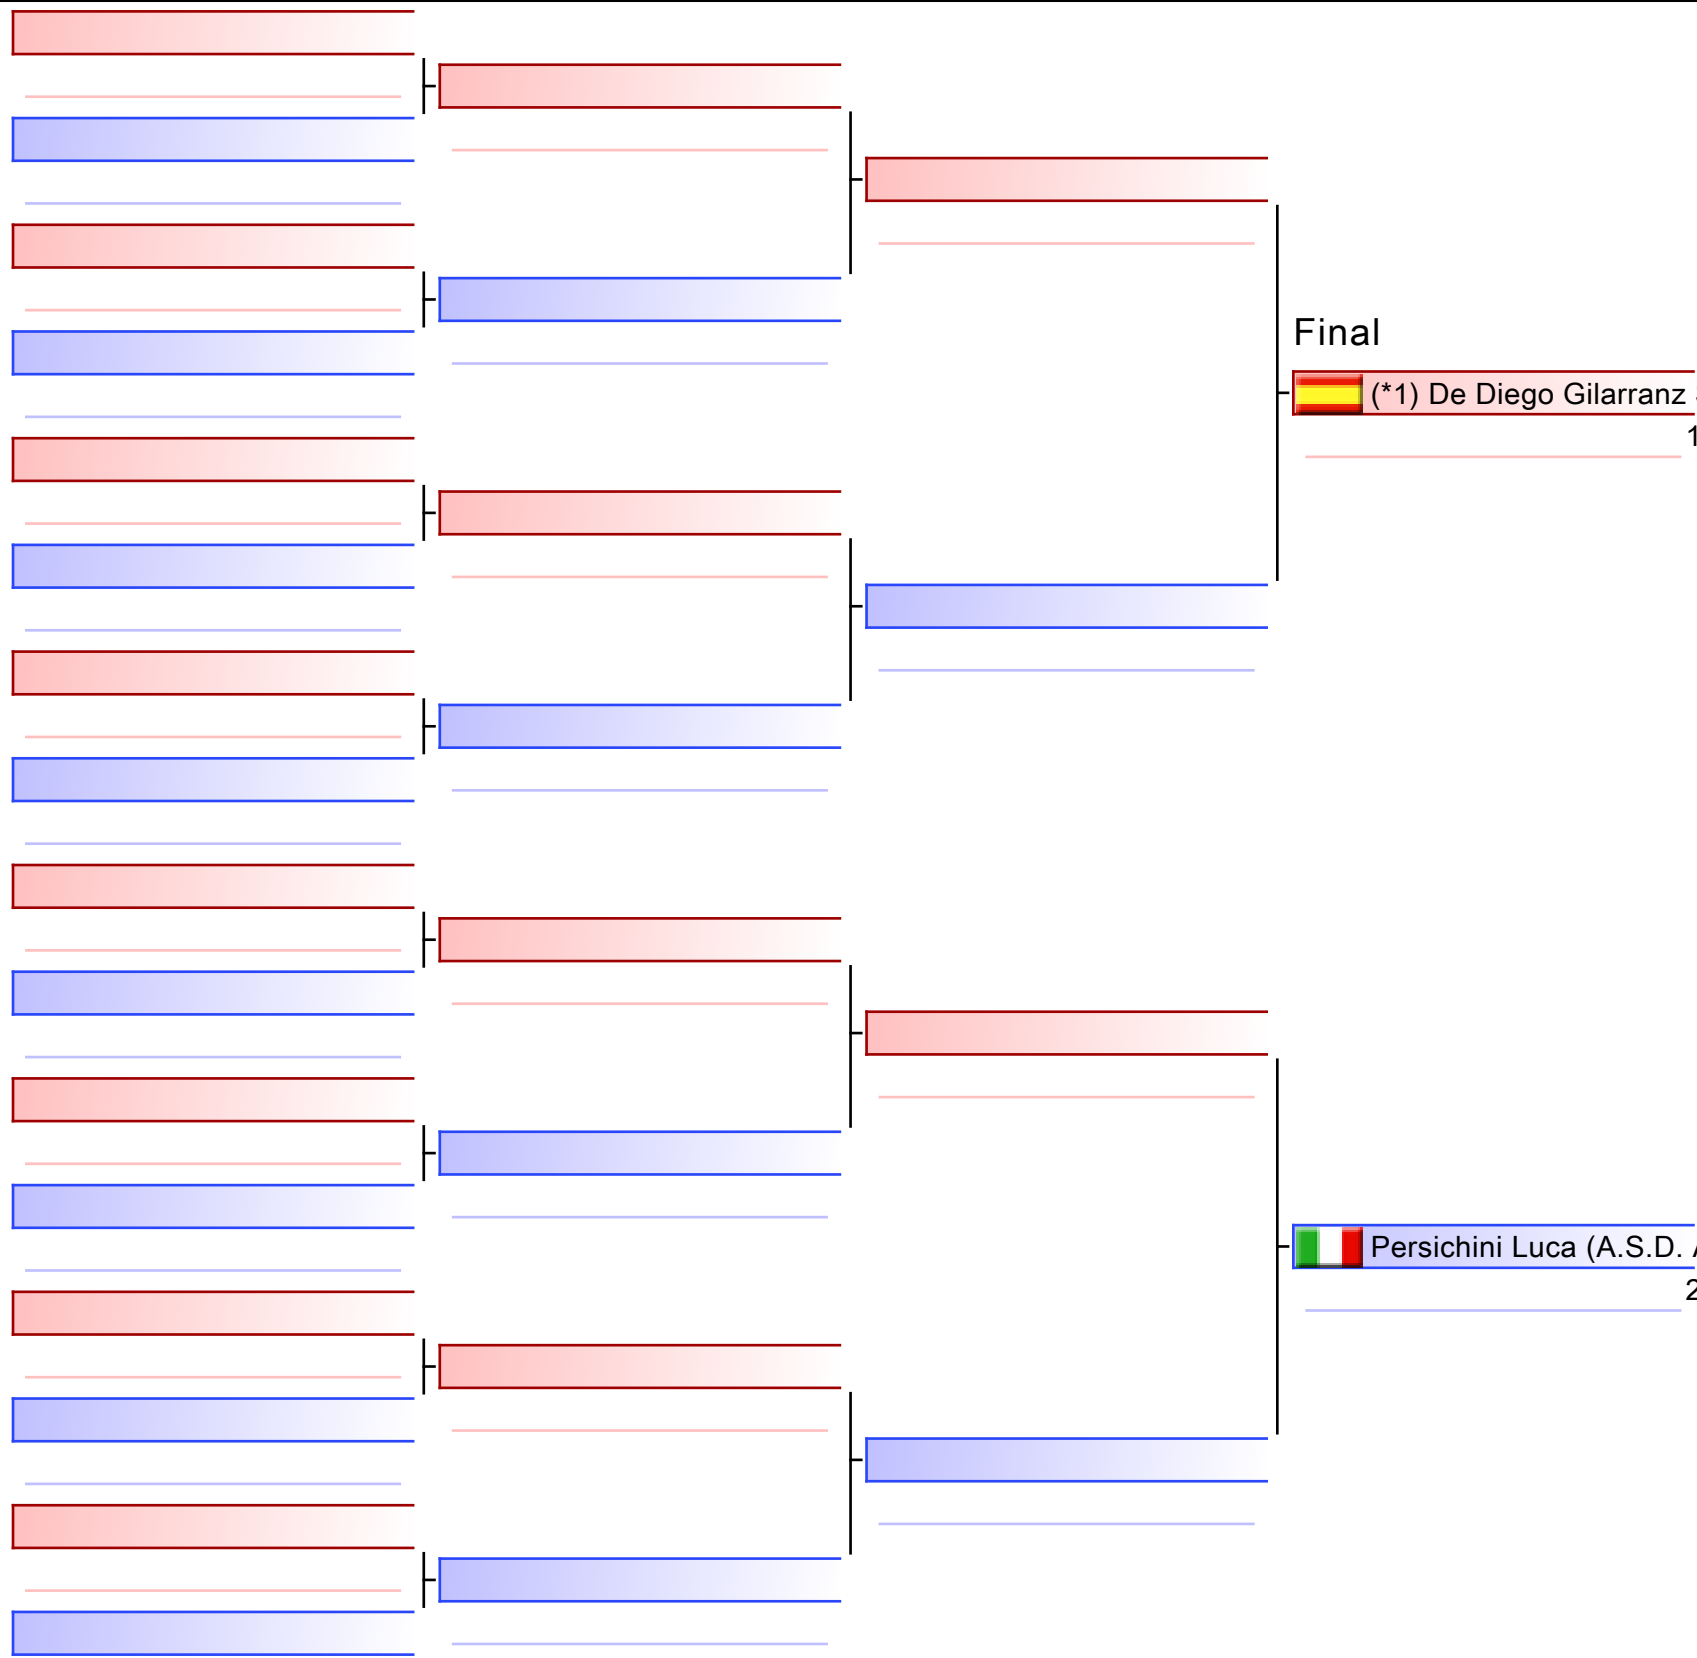 Final
(*1) De Diego Gilarranz
1
Persichini Luca (A.S.D.
2